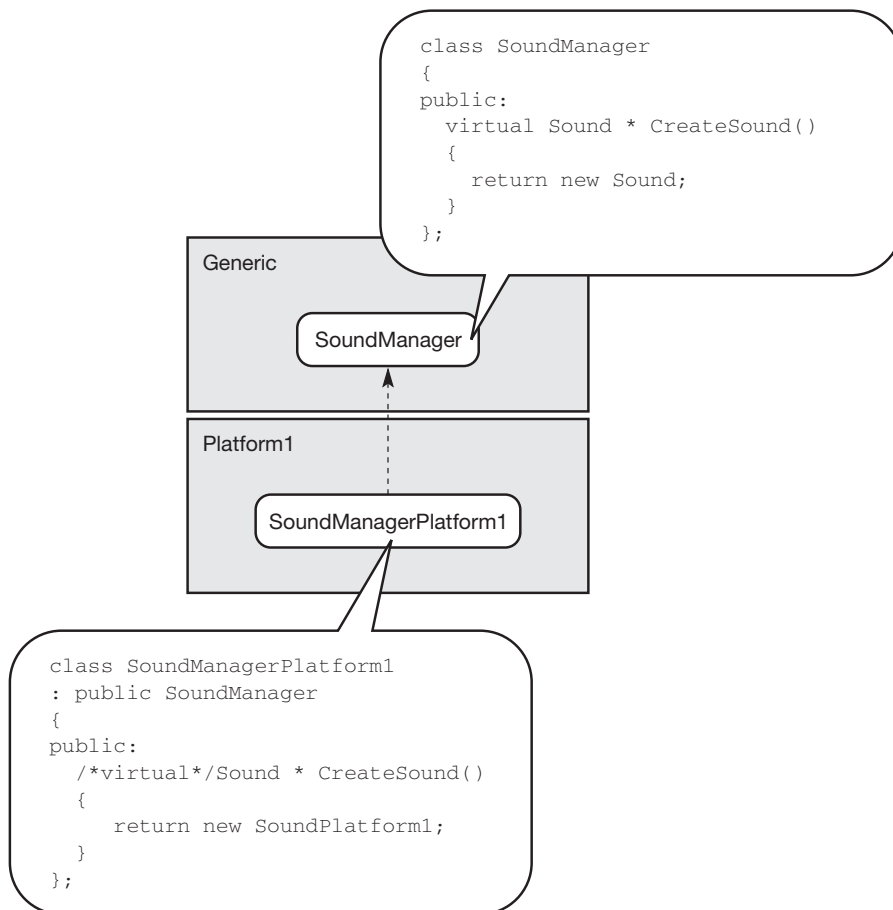 class SoundManager
{
public:
  virtual Sound * CreateSound()
  {
    return new Sound;
  }
};
Generic
SoundManager
Platform1
SoundManagerPlatform1
class SoundManagerPlatform1
: public SoundManager
{
public:
  /*virtual*/Sound * CreateSound()
  {
     return new SoundPlatform1;
  }
};